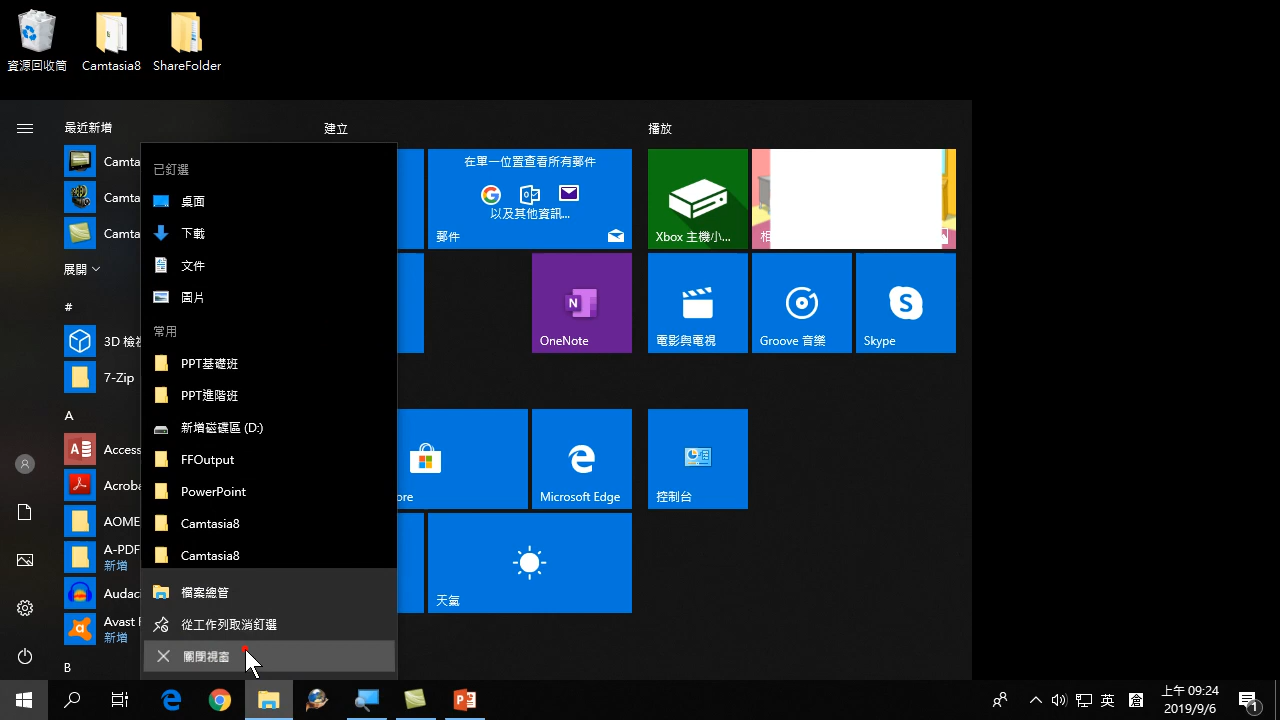 資源回收筒
Camtasia8
ShareFolder
最近新增
建立
播放
Camta
Camta
Camta
展開
#
3D 檢
7-Zip
A
Access
Acroba
AOME
A-PDF
新增
Audac
Avast
新增
B
已釘選
桌面
下載
文件
圖片
常用
PPT基礎班
PPT進階班
新增磁碟區 (D:)
FFOutput
PowerPoint
Camtasia8
Camtasia8
檔案總管
從工作列取消釘選
關閉視窗
在單一位置查看所有郵件
以及其他資訊...
郵件
OneNote
ore
Microsoft Edge
天氣
Xbox 主機小...
相
電影與電視
Groove 音樂
Skype
控制台
英
上午 09:24
2019/9/6
1